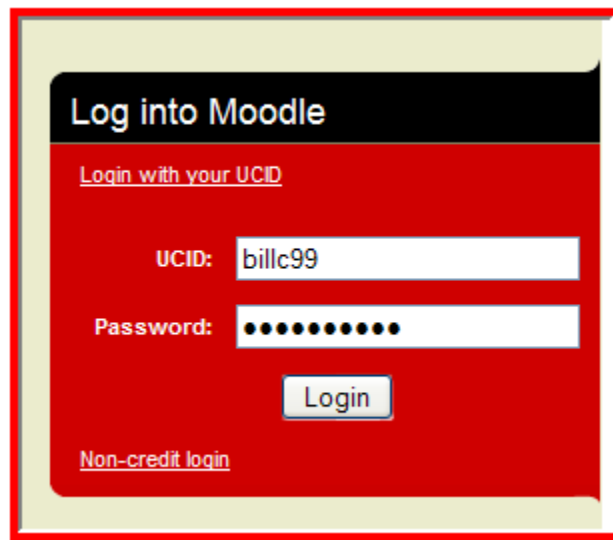 Log into Moodle
Login with your UCID
UCID: billc99
Password: ●●●●●●●●●●
Login
Non-credit login